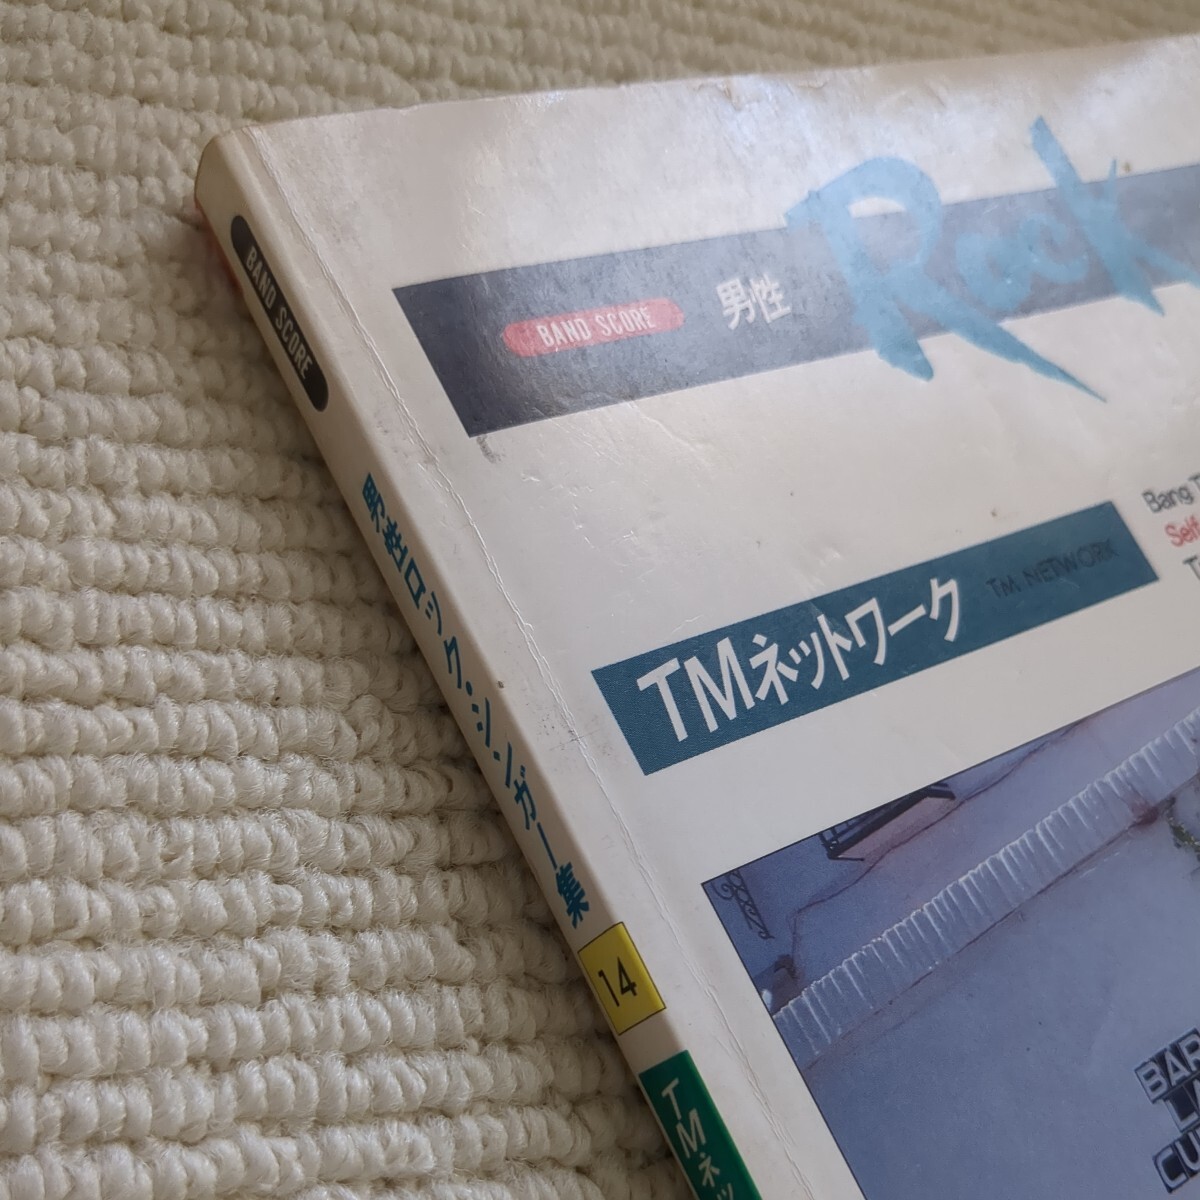 BAND SCORE
男性ロック・シンガー集
14
TMネッ
BAND SCORE 男性 Rock
TMネットワーク TM NETWORK
Bang
Self
BAR